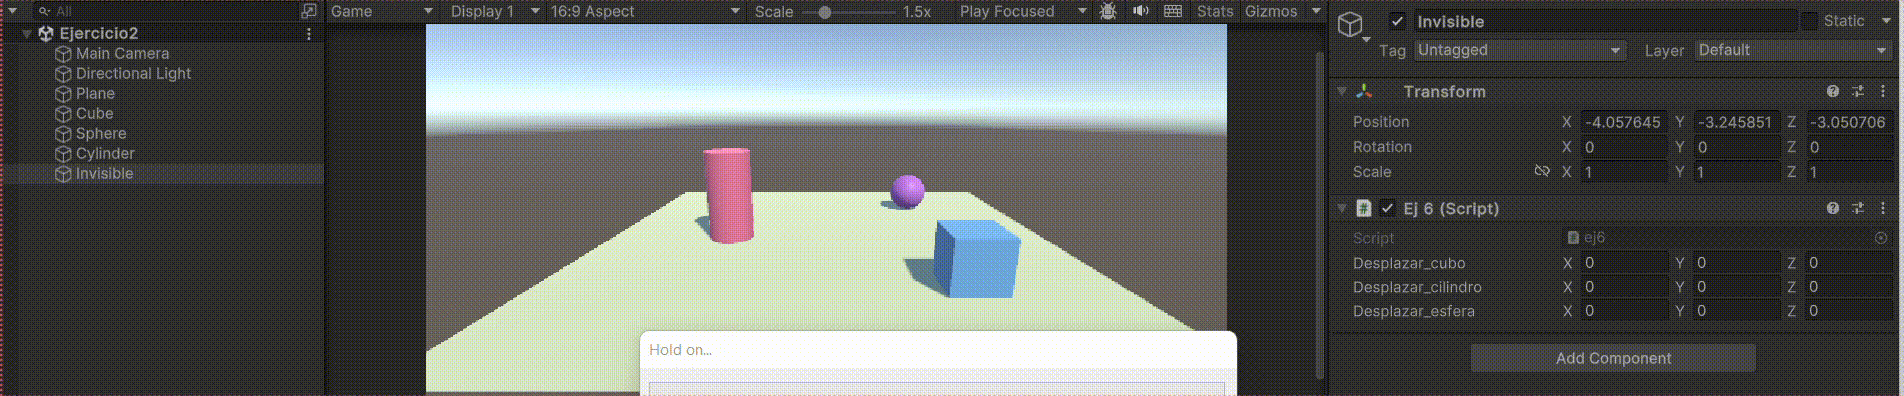 All
Game
Display 1
16:9 Aspect
Scale
1.5x
Play Focused
Stats
Gizmos
Ejercicio2
Main Camera
Directional Light
Plane
Cube
Sphere
Cylinder
Invisible
Hold on...
Invisible
Static
Tag Untagged Layer Default
Transform
Position X -4.057645 Y -3.245851 Z -3.050706
Rotation X 0 Y 0 Z 0
Scale X 1 Y 1 Z 1
# Ej 6 (Script)
Script # ej6
Desplazar_cubo X 0 Y 0 Z 0
Desplazar_cilindro X 0 Y 0 Z 0
Desplazar_esfera X 0 Y 0 Z 0
Add Component